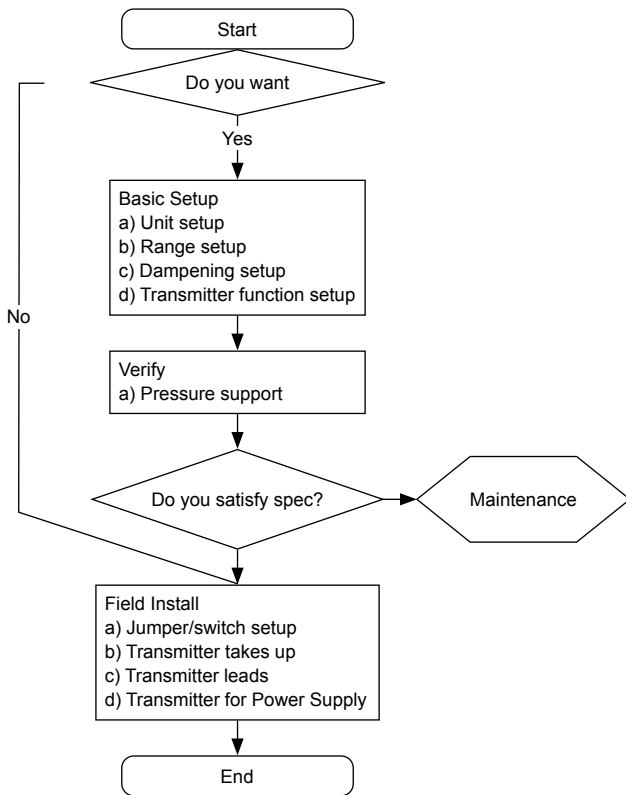 Start
Do you want
Yes
Basic Setup
a) Unit setup
b) Range setup
c) Dampening setup
d) Transmitter function setup
No
Verify
a) Pressure support
Do you satisfy spec?
Maintenance
Field Install
a) Jumper/switch setup
b) Transmitter takes up
c) Transmitter leads
d) Transmitter for Power Supply
End